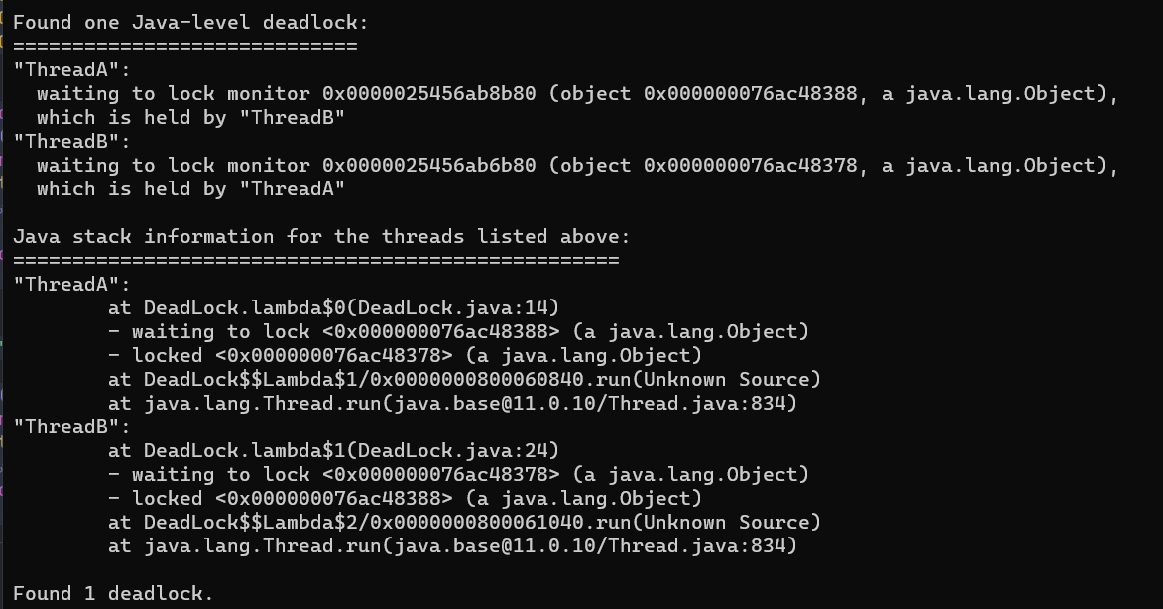 Found one Java-level deadlock:
=============================
"ThreadA":
  waiting to lock monitor 0x0000025456ab8b80 (object 0x000000076ac48388, a java.lang.Object),
  which is held by "ThreadB"
"ThreadB":
  waiting to lock monitor 0x0000025456ab6b80 (object 0x000000076ac48378, a java.lang.Object),
  which is held by "ThreadA"

Java stack information for the threads listed above:
===================================================
"ThreadA":
        at DeadLock.lambda$0(DeadLock.java:14)
        - waiting to lock <0x000000076ac48388> (a java.lang.Object)
        - locked <0x000000076ac48378> (a java.lang.Object)
        at DeadLock$$Lambda$1/0x0000000800060840.run(Unknown Source)
        at java.lang.Thread.run(java.base@11.0.10/Thread.java:834)
"ThreadB":
        at DeadLock.lambda$1(DeadLock.java:24)
        - waiting to lock <0x000000076ac48378> (a java.lang.Object)
        - locked <0x000000076ac48388> (a java.lang.Object)
        at DeadLock$$Lambda$2/0x0000000800061040.run(Unknown Source)
        at java.lang.Thread.run(java.base@11.0.10/Thread.java:834)

Found 1 deadlock.